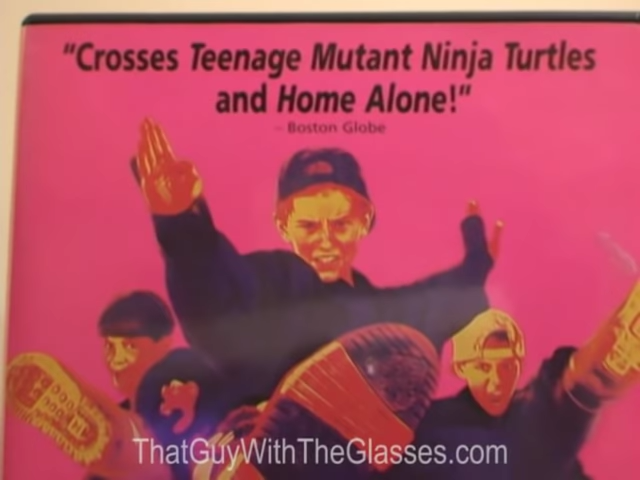 "Crosses Teenage Mutant Ninja Turtles
and Home Alone!"
- Boston Globe
ThatGuyWithTheGlasses.com